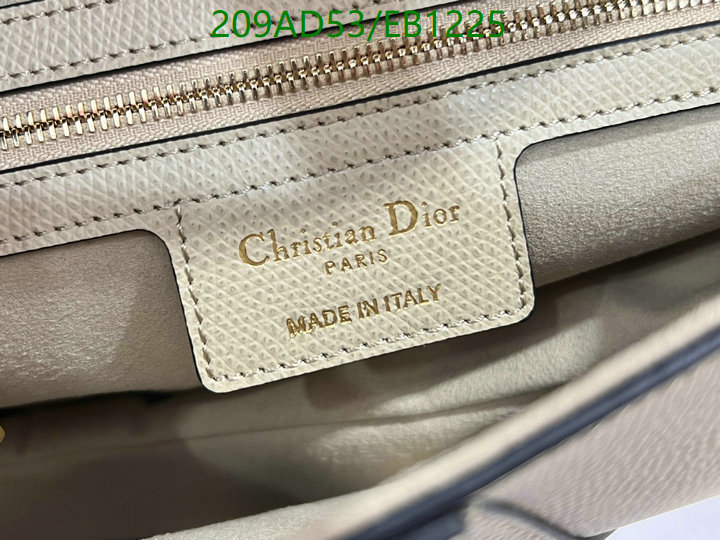 209AD53/EB1225
Christian Dior
PARIS
MADE IN ITALY